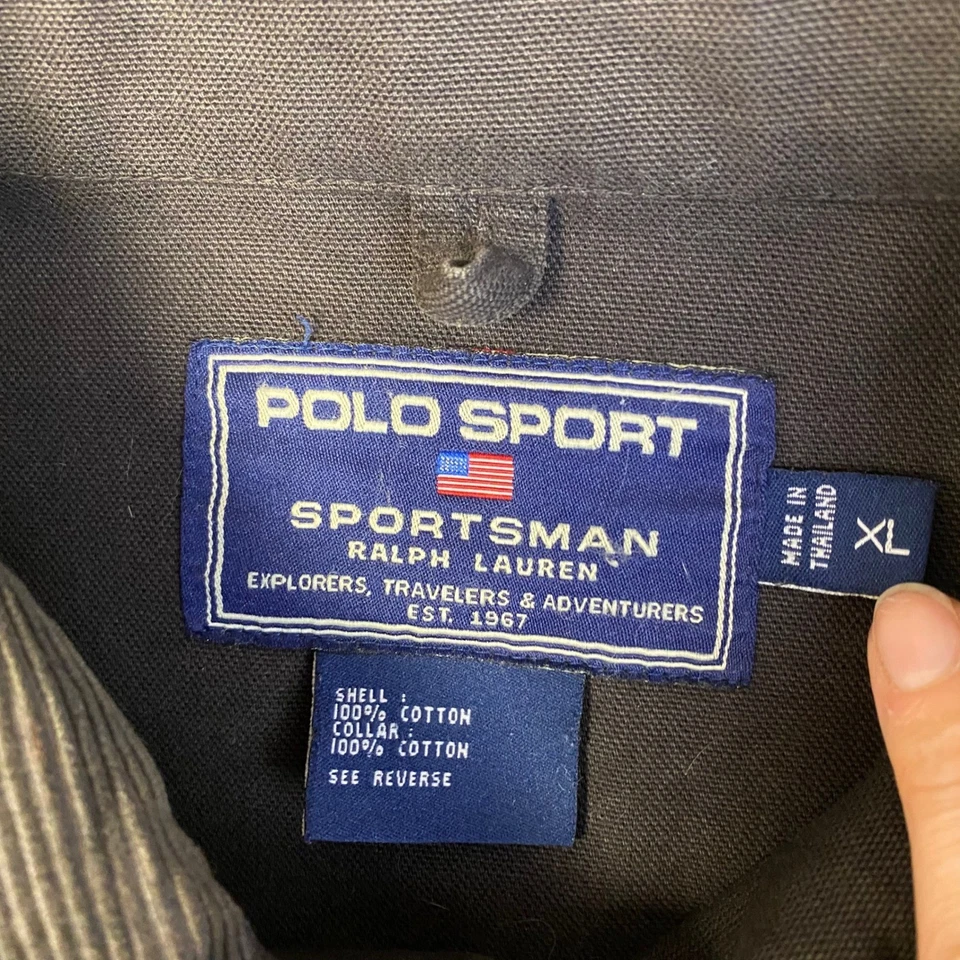 POLO SPORT
SPORTSMAN
RALPH LAUREN
EXPLORERS, TRAVELERS & ADVENTURERS
EST. 1967
MADE IN
THAILAND
XL
SHELL :
100% COTTON
COLLAR :
100% COTTON
SEE REVERSE